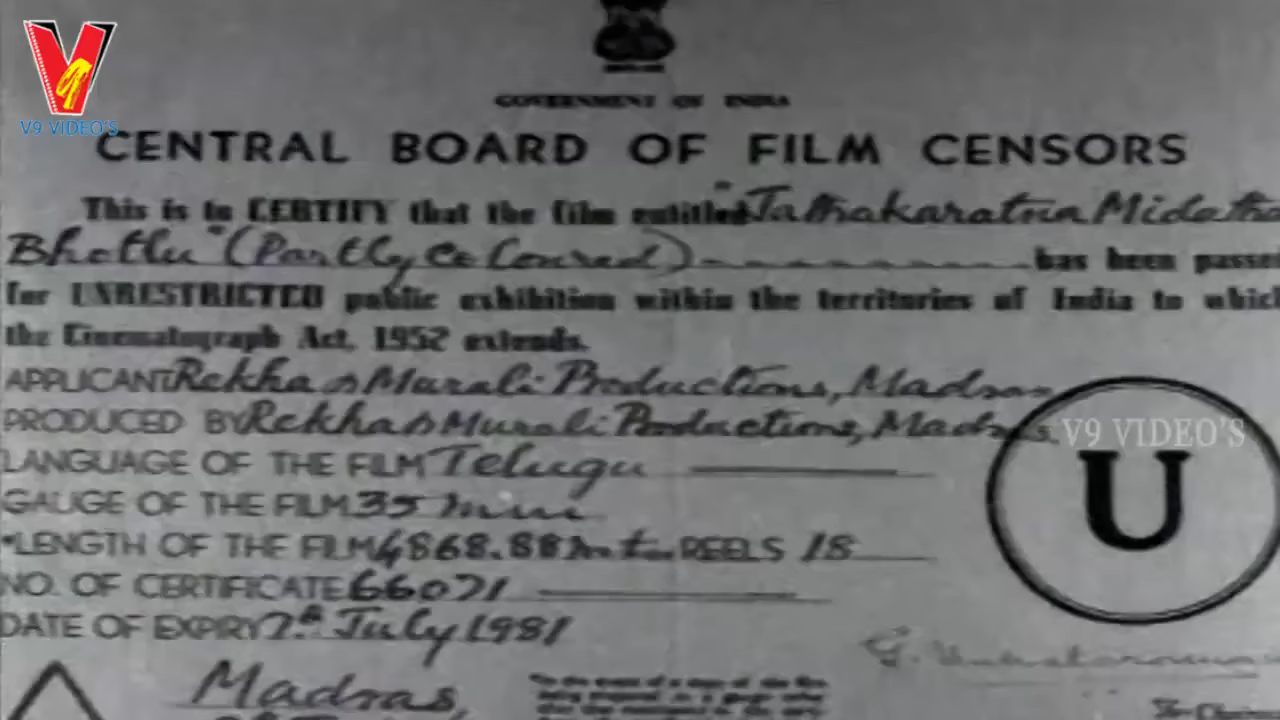 V9 VIDEO'S
GOVERNMENT OF INDIA
CENTRAL BOARD OF FILM CENSORS
This is to CERTIFY that the film entitled "Jathakaratna Midatha
Bhotlu" (Partly Coloured) has been passed
for UNRESTRICTED public exhibition within the territories of India to which
the Cinematograph Act, 1952 extends.
APPLICANT Rekha & Murali Productions, Madras
PRODUCED BY Rekha & Murali Productions, Madras.
V9 VIDEO'S
U
LANGUAGE OF THE FILM Telugu
GAUGE OF THE FILM 35 mm
*LENGTH OF THE FILM 4868.88 mts REELS 18
NO. OF CERTIFICATE 66071
DATE OF EXPIRY 7th July 1981
Madras,